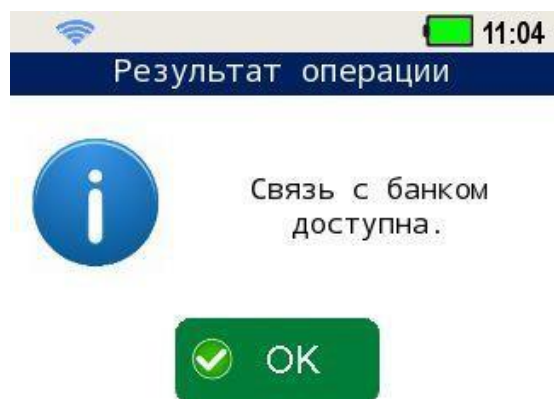 11:04
Результат операции
Связь с банком
доступна.
OK